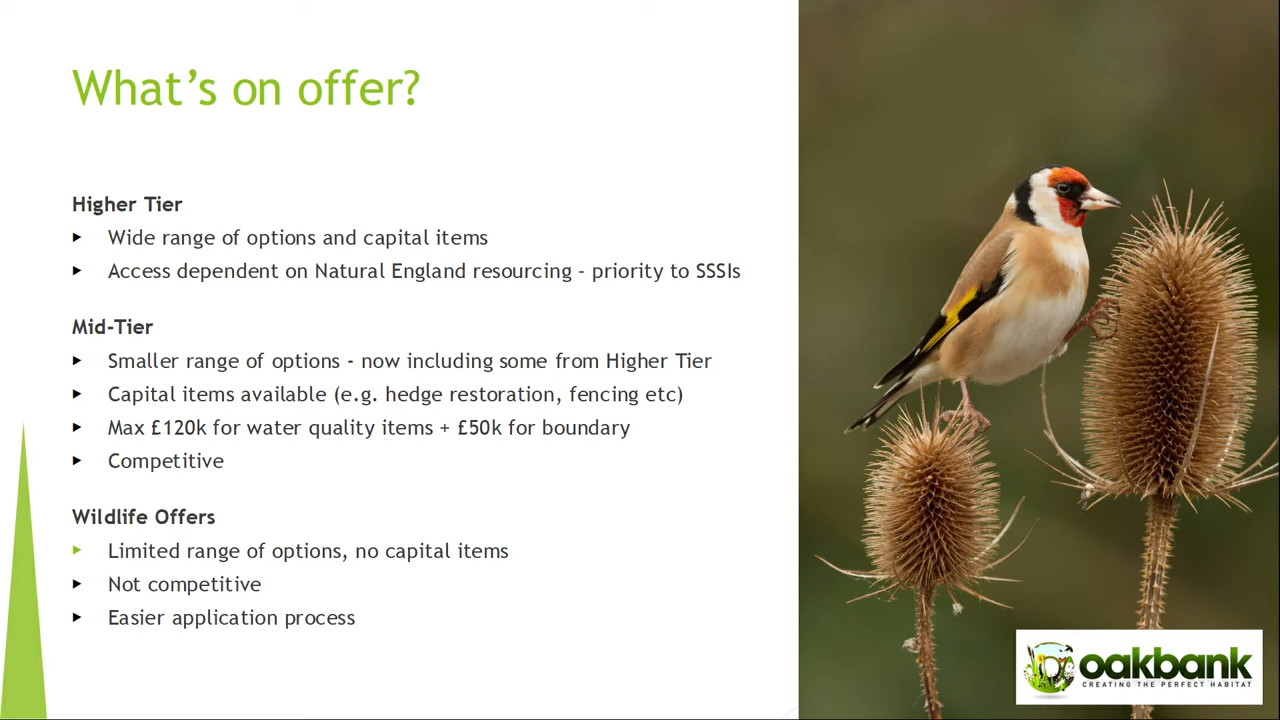 What's on offer?
Higher Tier
Wide range of options and capital items
Access dependent on Natural England resourcing - priority to SSSIs
Mid-Tier
Smaller range of options - now including some from Higher Tier
Capital items available (e.g. hedge restoration, fencing etc)
Max £120k for water quality items + £50k for boundary
Competitive
Wildlife Offers
Limited range of options, no capital items
Not competitive
Easier application process
oakbank
CREATING THE PERFECT HABITAT